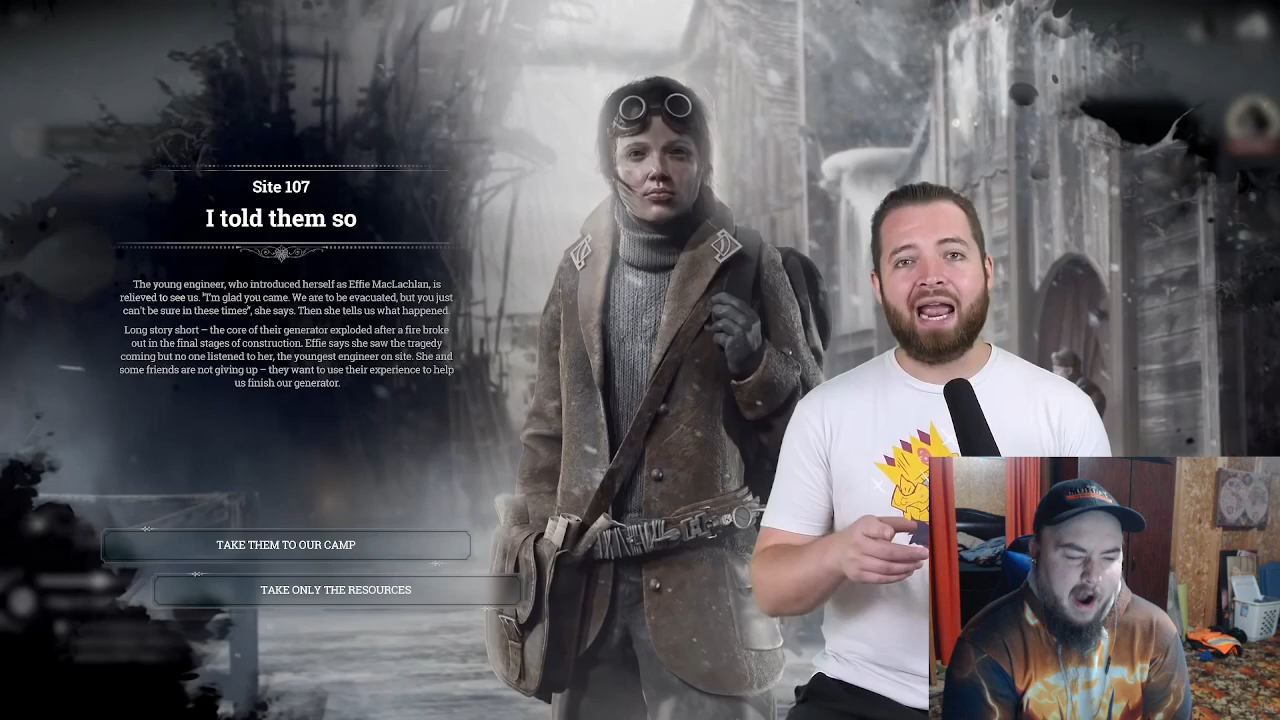 Site 107
I told them so
The young engineer, who introduced herself as Effie MacLachlan, is
relieved to see us. "I'm glad you came. We are to be evacuated, but you just
can't be sure in these times", she says. Then she tells us what happened.
Long story short – the core of their generator exploded after a fire broke
out in the final stages of construction. Effie says she saw the tragedy
coming but no one listened to her, the youngest engineer on site. She and
some friends are not giving up – they want to use their experience to help
us finish our generator.
TAKE THEM TO OUR CAMP
TAKE ONLY THE RESOURCES